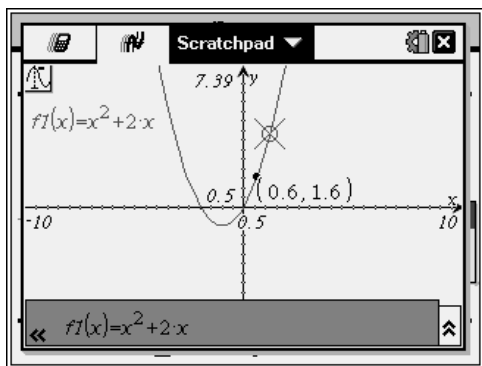 Scratchpad
7.39 y
f1(x)=x²+2·x
0.5 (0.6, 1.6) x
-10 0.5 10
« f1(x)=x²+2·x